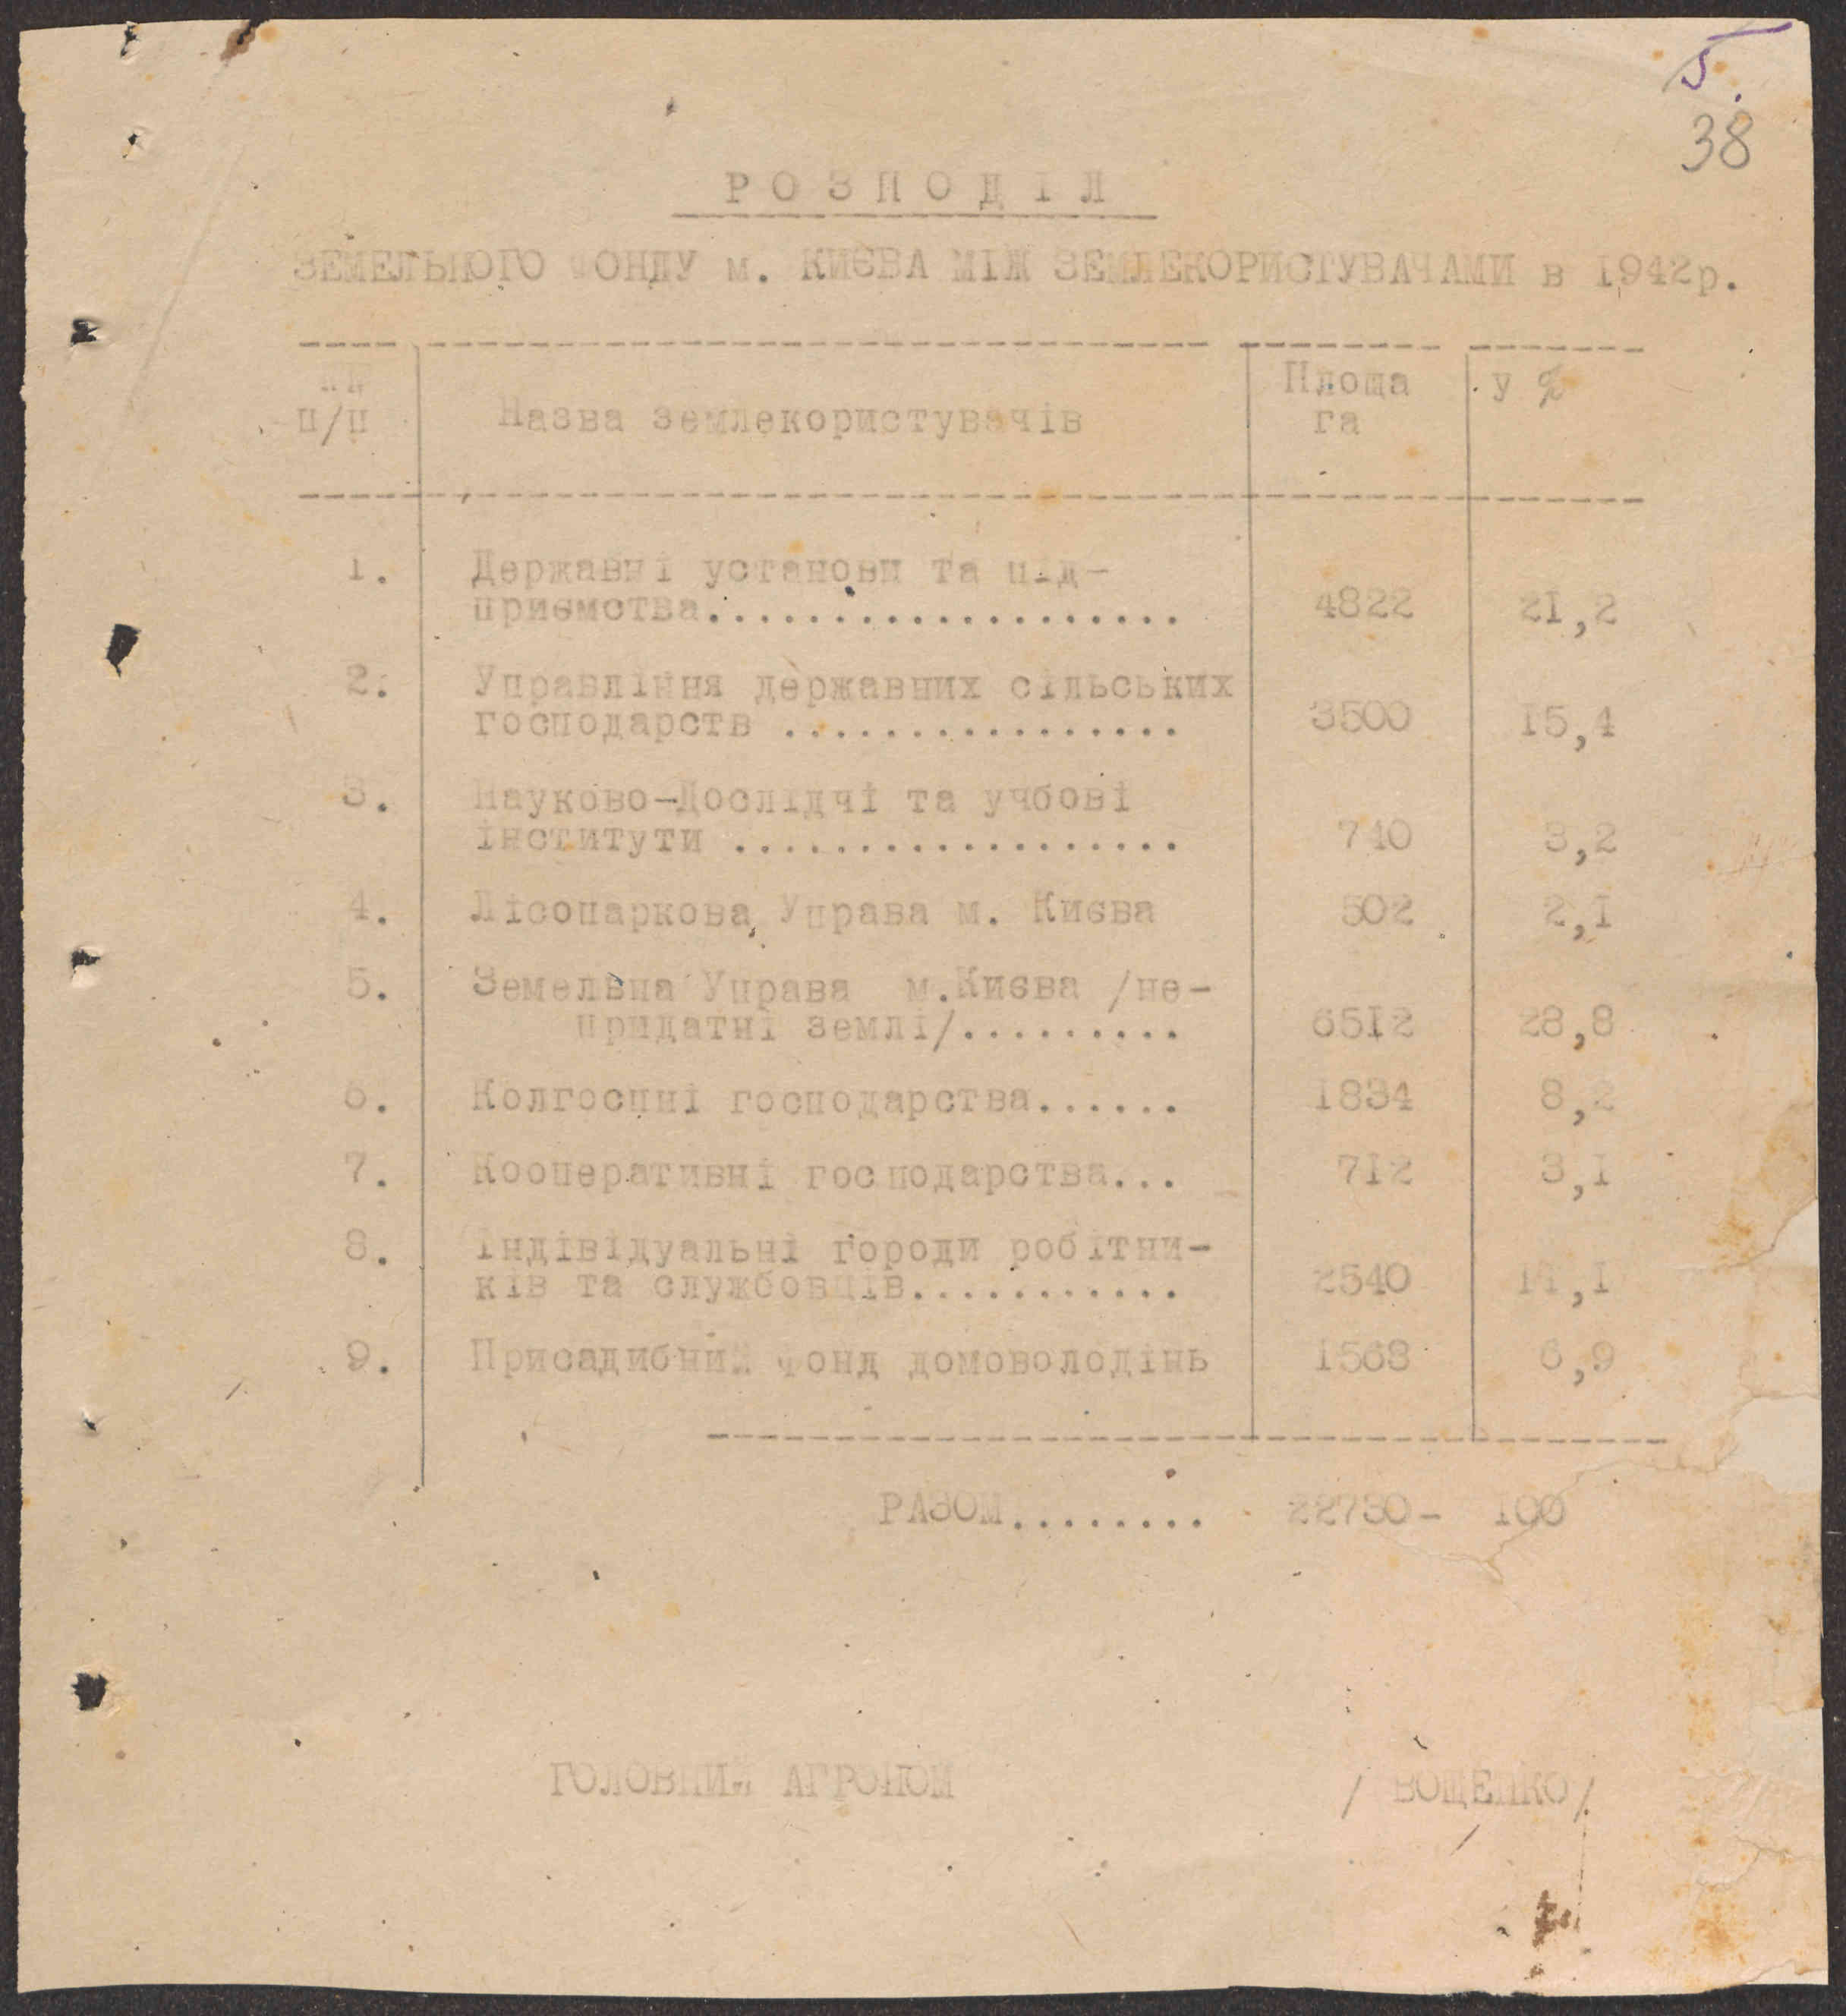 5.
38
РОЗПОДІЛ
ЗЕМЕЛЬНОГО ФОНДУ м. КИЄВА МІЖ ЗЕМЛЕКОРИСТУВАЧАМИ в 1942р.
п/п Назва землекористувачів Площа га у %
1. Державні установи та під-
приємства................... 4822 21,2
2. Управління державних сільських
господарств ................ 3500 15,4
3. Науково-Дослідчі та учбові
інститути .................. 740 3,2
4. Лісопаркова Управа м. Києва 502 2,1
5. Земельна Управа м.Києва /не-
придатні землі/......... 6512 28,8
6. Колгоспні господарства...... 1834 8,2
7. Кооперативні господарства... 712 3,1
8. Індівідуальні городи робітни-
ків та службовців........... 2540 11,1
9. Присадибний фонд домоволодінь 1568 6,9
РАЗОМ........ 22730- 100
ГОЛОВНИЙ АГРОНОМ / ВОЩЕНКО/